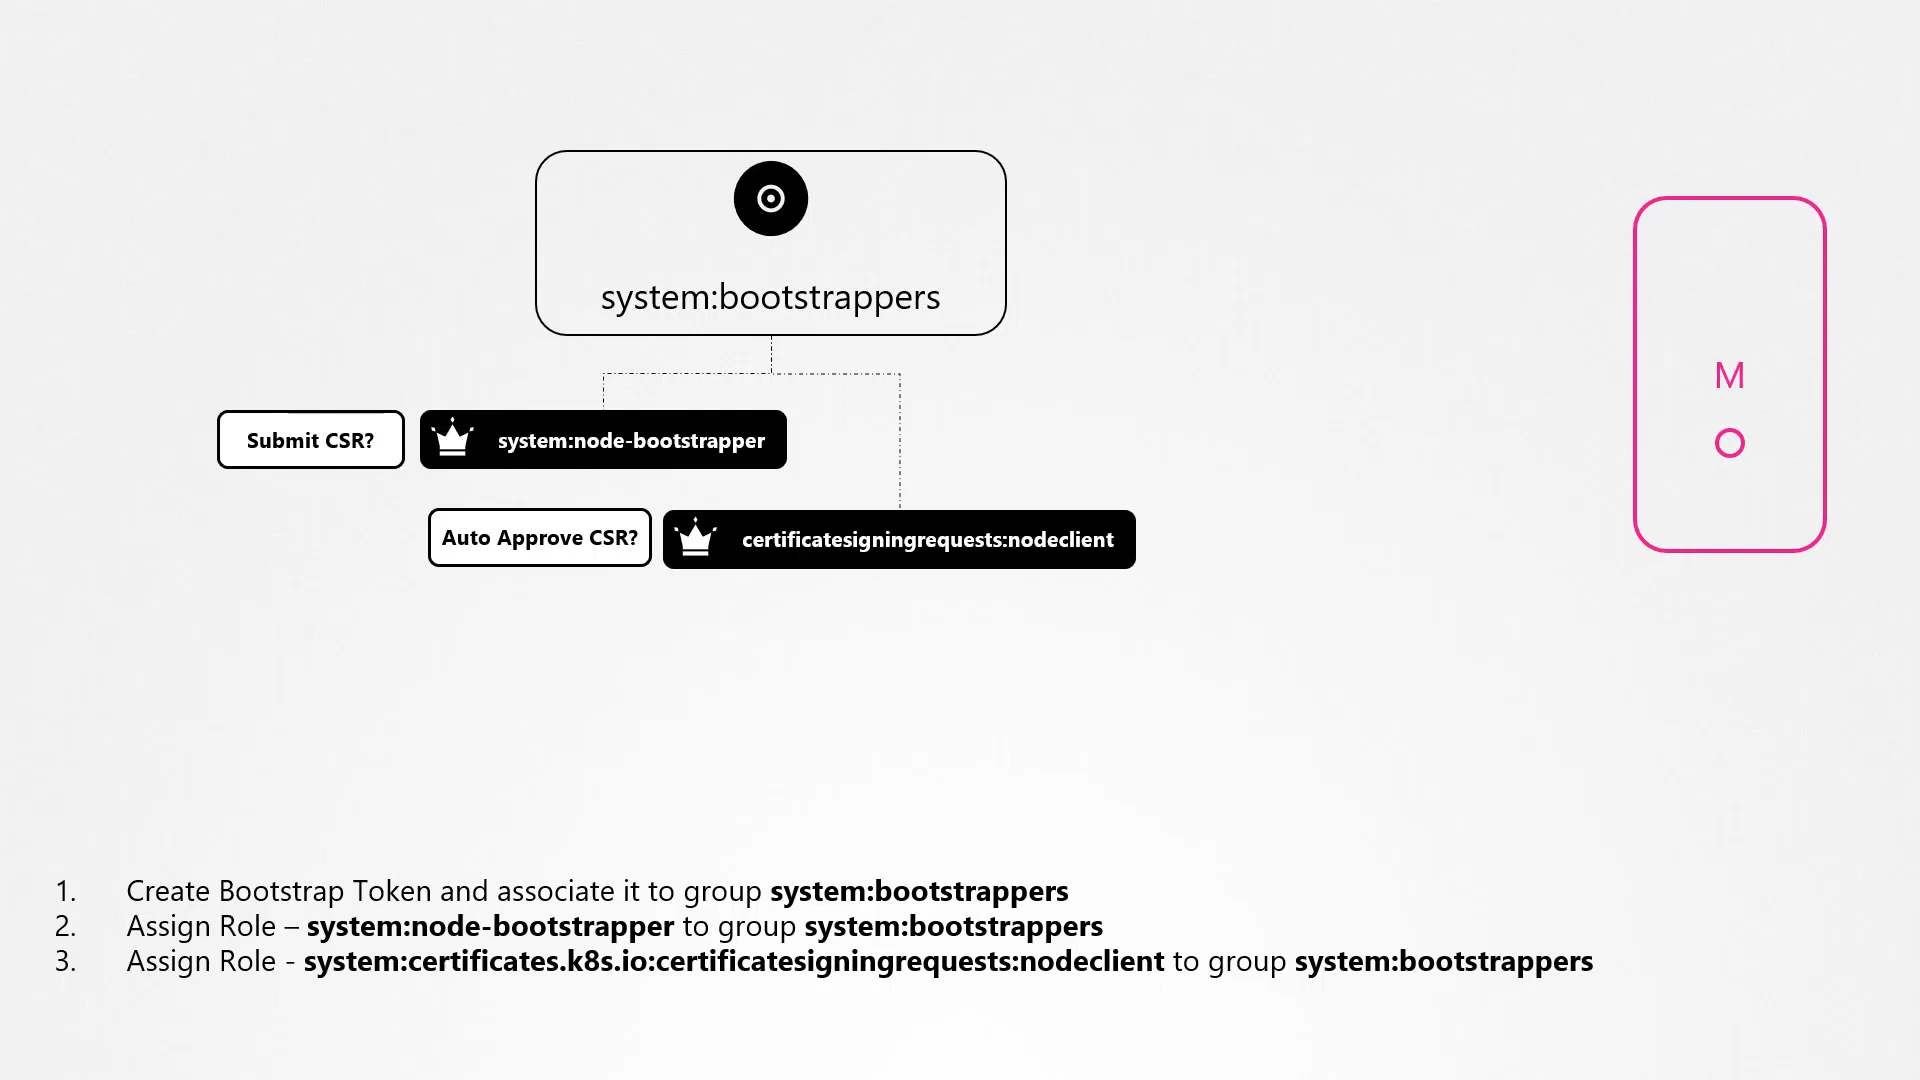 system:bootstrappers
M
O
Submit CSR?
system:node-bootstrapper
Auto Approve CSR?
certificatesigningrequests:nodeclient
1. Create Bootstrap Token and associate it to group system:bootstrappers
2. Assign Role – system:node-bootstrapper to group system:bootstrappers
3. Assign Role - system:certificates.k8s.io:certificatesigningrequests:nodeclient to group system:bootstrappers